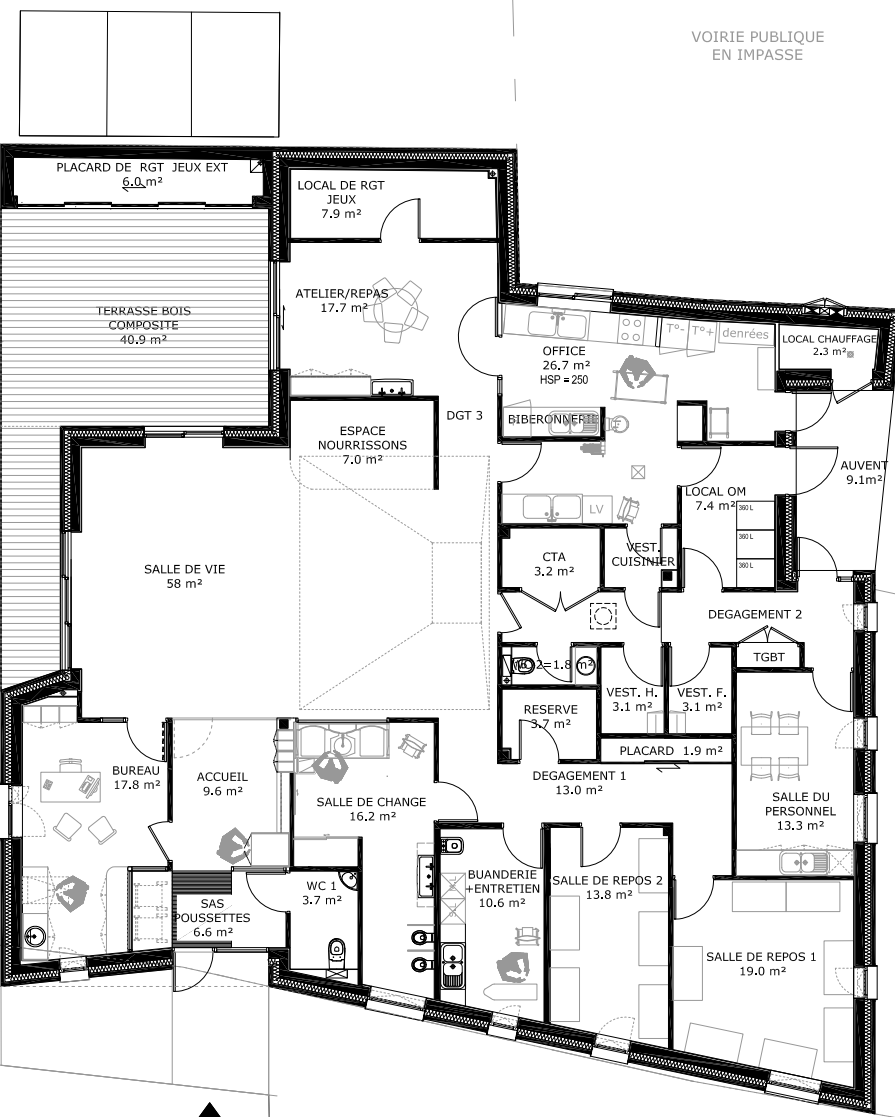 VOIRIE PUBLIQUE
EN IMPASSE
PLACARD DE RGT JEUX EXT
6.0 m²
LOCAL DE RGT
JEUX
7.9 m²
ATELIER/REPAS
17.7 m²
TERRASSE BOIS
COMPOSITE
40.9 m²
T°-
T°+
denrées
LOCAL CHAUFFAGE
2.3 m²
OFFICE
26.7 m²
HSP = 250
DGT 3
BIBERONNERIE
ESPACE
NOURRISSONS
7.0 m²
AUVENT
9.1m²
LOCAL OM
7.4 m²
360 L
360 L
360 L
LV
SALLE DE VIE
58 m²
CTA
3.2 m²
VEST.
CUISINIER
DEGAGEMENT 2
TGBT
WC 2=1.8 m²
VEST. H.
3.1 m²
VEST. F.
3.1 m²
RESERVE
3.7 m²
PLACARD 1.9 m²
DEGAGEMENT 1
13.0 m²
BUREAU
17.8 m²
ACCUEIL
9.6 m²
SALLE DE CHANGE
16.2 m²
SALLE DU
PERSONNEL
13.3 m²
WC 1
3.7 m²
SAS
POUSSETTES
6.6 m²
BUANDERIE
+ENTRETIEN
10.6 m²
SALLE DE REPOS 2
13.8 m²
SALLE DE REPOS 1
19.0 m²